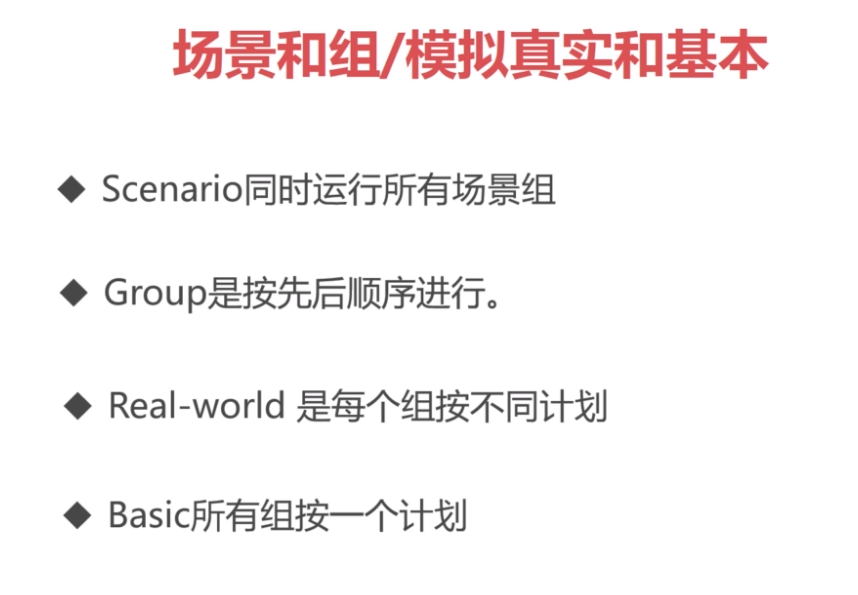 场景和组/模拟真实和基本
◆ Scenario同时运行所有场景组
◆ Group是按先后顺序进行。
◆ Real-world 是每个组按不同计划
◆ Basic所有组按一个计划